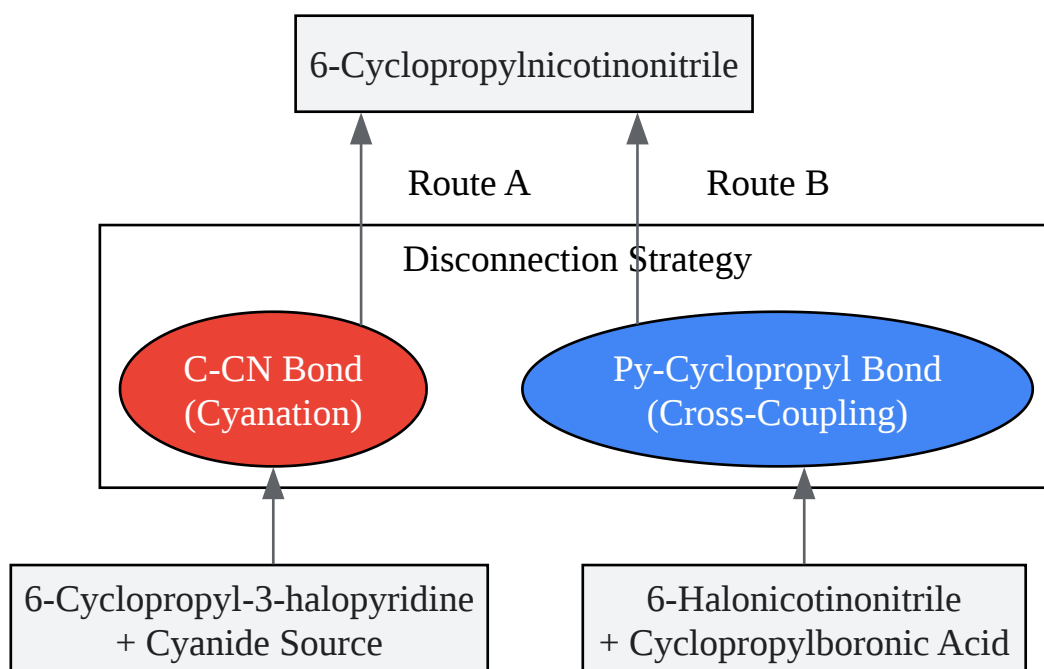 6-Cyclopropylnicotinonitrile
Route A
Route B
Disconnection Strategy
C-CN Bond
(Cyanation)
Py-Cyclopropyl Bond
(Cross-Coupling)
6-Cyclopropyl-3-halopyridine
+ Cyanide Source
6-Halonicotinonitrile
+ Cyclopropylboronic Acid